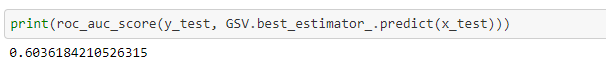 print(roc_auc_score(y_test, GSV.best_estimator_.predict(x_test)))
0.6036184210526315